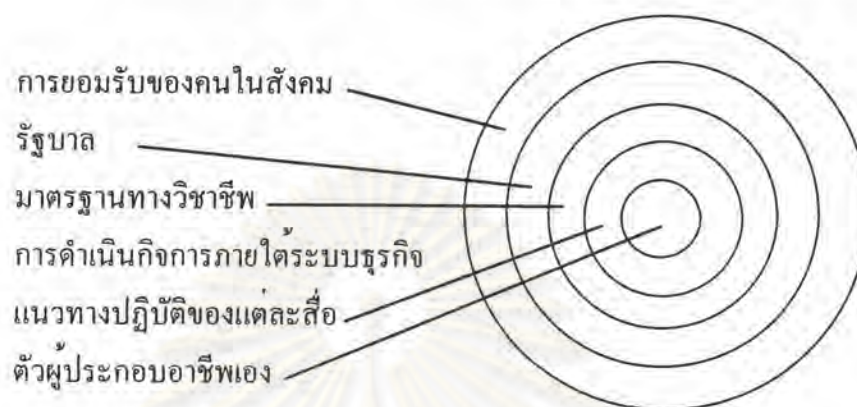 การยอมรับของคนในสังคม
รัฐบาล
มาตรฐานทางวิชาชีพ
การดำเนินกิจการภายใต้ระบบธุรกิจ
แนวทางปฏิบัติของแต่ละสื่อ
ตัวผู้ประกอบอาชีพเอง